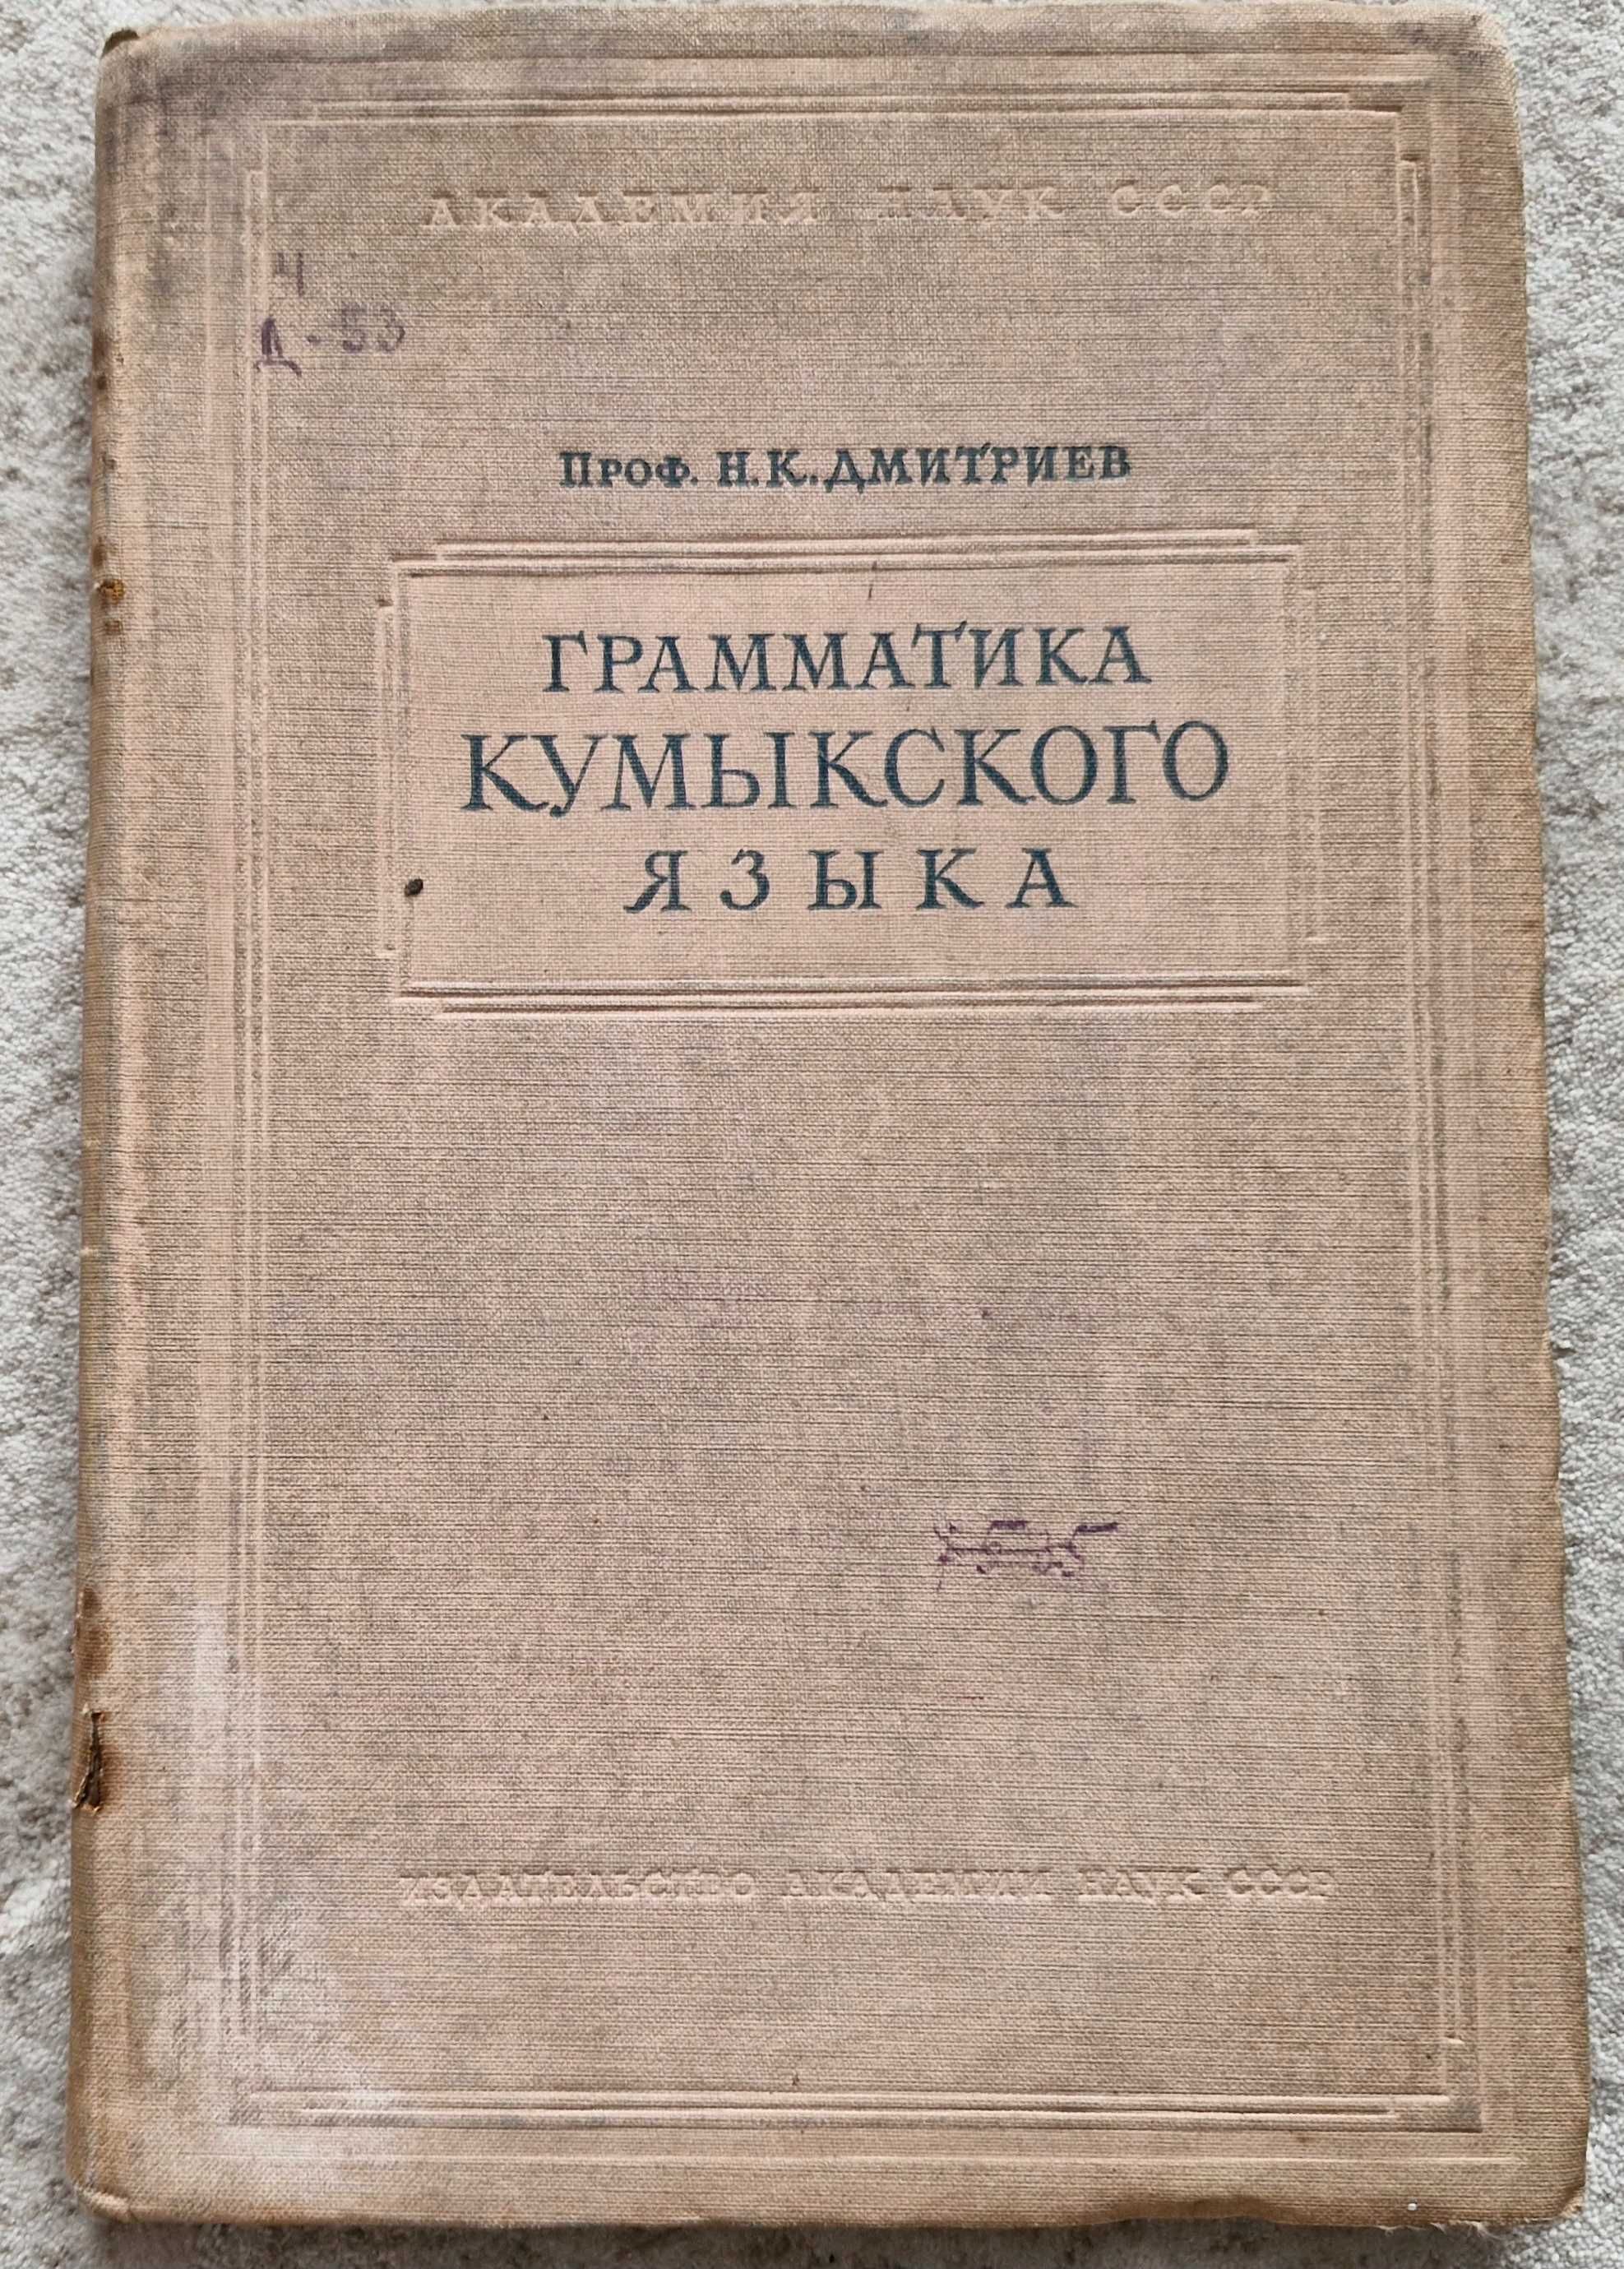 АКАДЕМИЯ НАУК СССР
Ч
Д-53
ПРОФ. Н.К.ДМИТРИЕВ
ГРАММАТИКА
КУМЫКСКОГО
ЯЗЫКА
ИЗДАТЕЛЬСТВО АКАДЕМИИ НАУК СССР